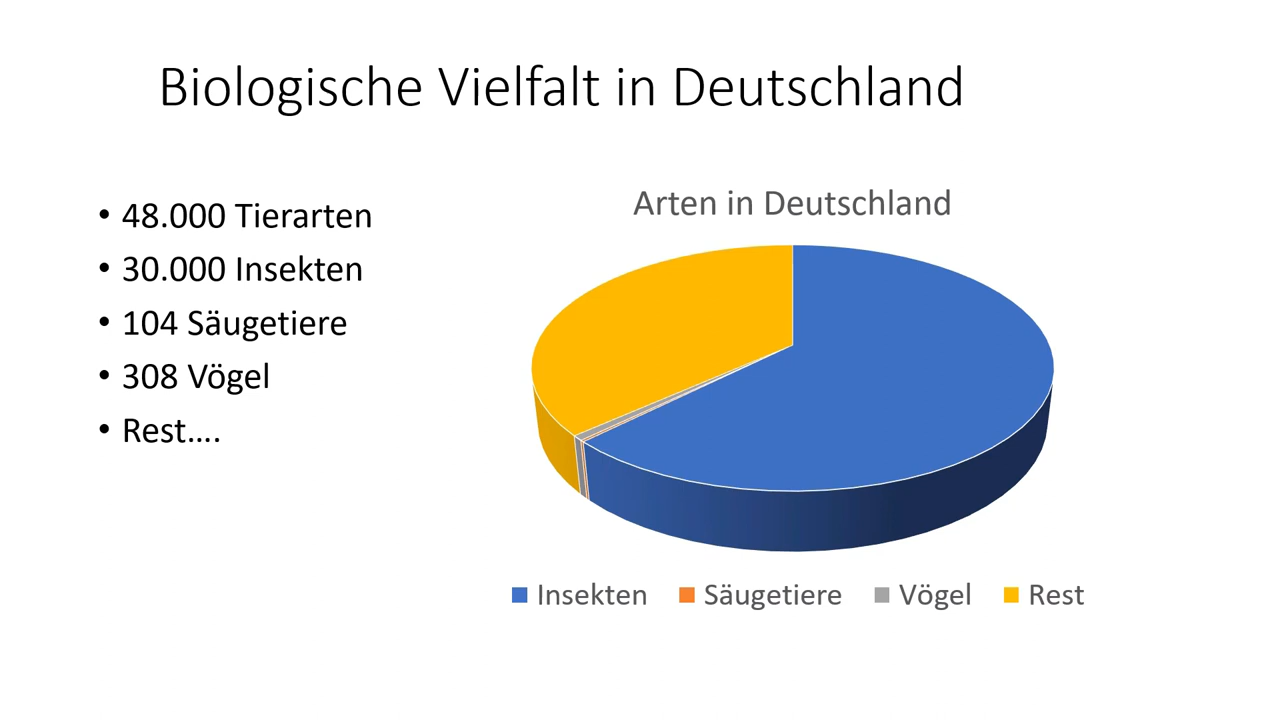 Biologische Vielfalt in Deutschland
• 48.000 Tierarten
• 30.000 Insekten
• 104 Säugetiere
• 308 Vögel
• Rest....
Arten in Deutschland
Insekten Säugetiere Vögel Rest